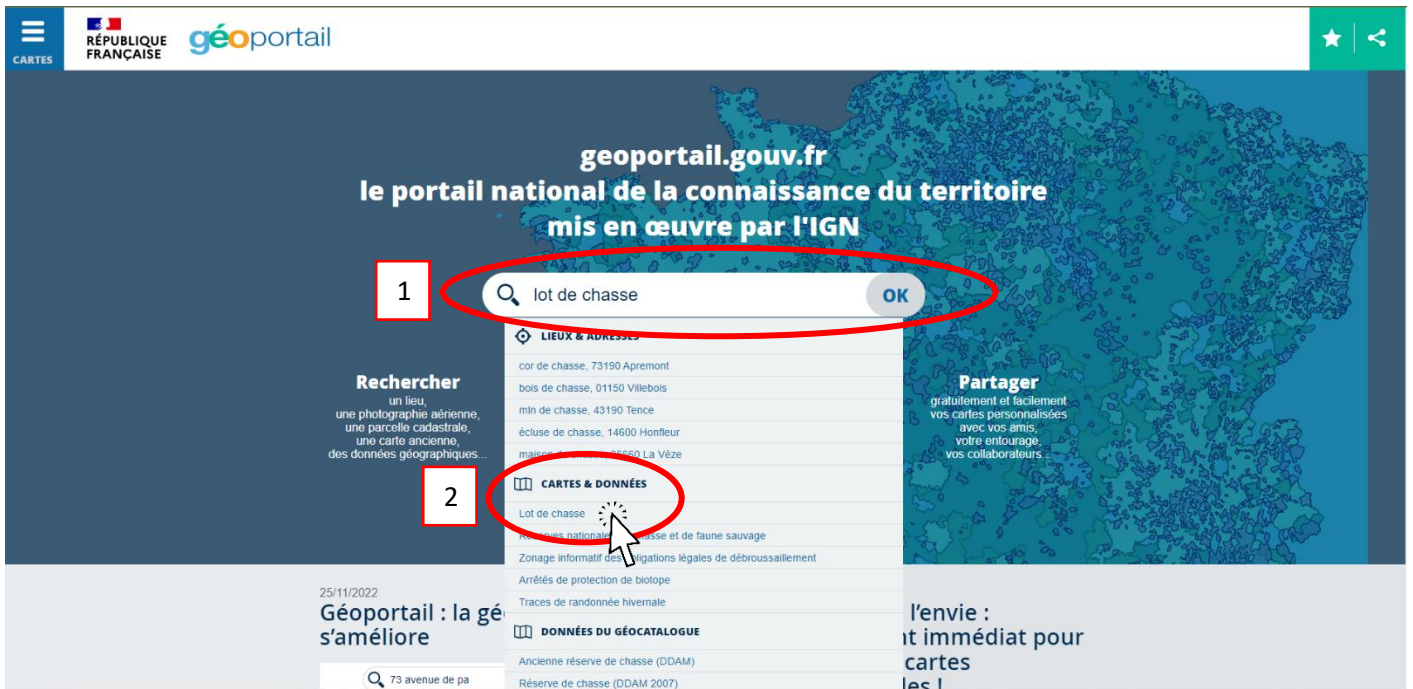 CARTES
RÉPUBLIQUE
FRANÇAISE
géoportail
geoportail.gouv.fr
le portail national de la connaissance du territoire
mis en œuvre par l'IGN
1
lot de chasse
OK
LIEUX & ADRESSES
cor de chasse, 73190 Apremont
bois de chasse, 01150 Villebois
mln de chasse, 43190 Tence
écluse de chasse, 14600 Honfleur
La Vèze
Rechercher
un lieu,
une photographie aérienne,
une parcelle cadastrale,
une carte ancienne,
des données géographiques...
Partager
gratuitement et facilement
vos cartes personnalisées
avec vos amis,
votre entourage,
vos collaborateurs...
2
CARTES & DONNÉES
Lot de chasse
et de faune sauvage
Zonage informatif des obligations légales de débroussaillement
Arrêtés de protection de biotope
Traces de randonnée hivernale
DONNÉES DU GÉOCATALOGUE
Ancienne réserve de chasse (DDAM)
Réserve de chasse (DDAM 2007)
25/11/2022
Géoportail : la gé
s'améliore
73 avenue de pa
l'envie :
nt immédiat pour
cartes
les !